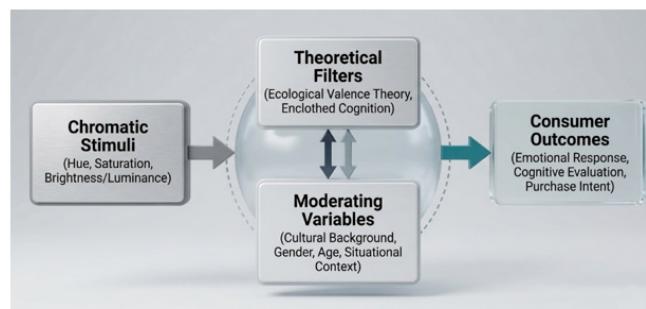 Theoretical
Filters
(Ecological Valence Theory,
Enclothed Cognition)
Chromatic
Stimuli
(Hue, Saturation,
Brightness/Luminance)
Moderating
Variables
(Cultural Background,
Gender, Age, Situational
Context)
Consumer
Outcomes
(Emotional Response,
Cognitive Evaluation,
Purchase Intent)